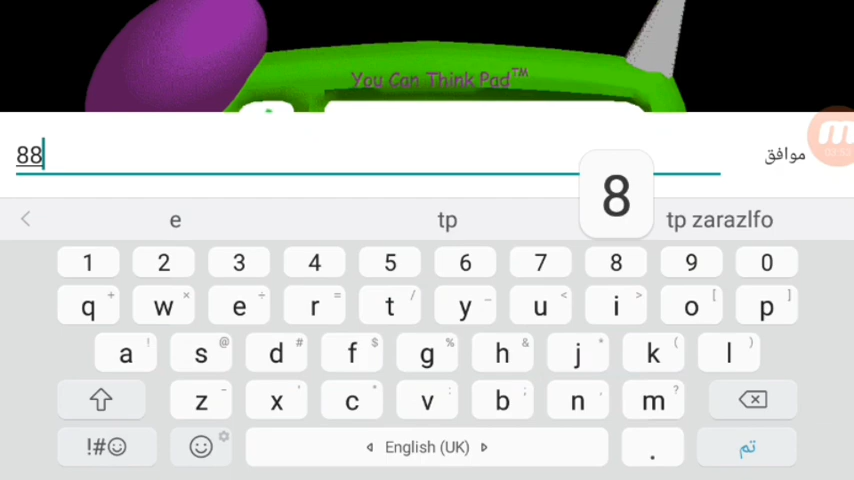 You Can Think Pad™
88
موافق
8
e tp tp zarazlfo
1 2 3 4 5 6 7 8 9 0
q + w × e ÷ r = t / y _ u < i > o [ p ]
a ! s @ d # f $ g % h & j * k ( l )
z - x ' c " v : b ; n , m ?
!#☺ English (UK) . تم